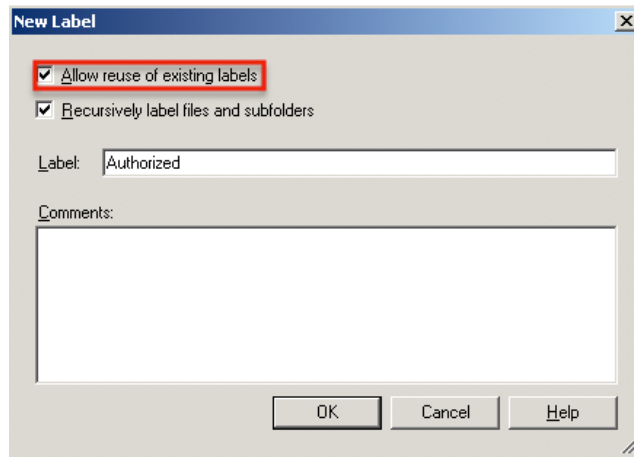 New Label
Allow reuse of existing labels
Recursively label files and subfolders
Label: Authorized
Comments:
OK Cancel Help